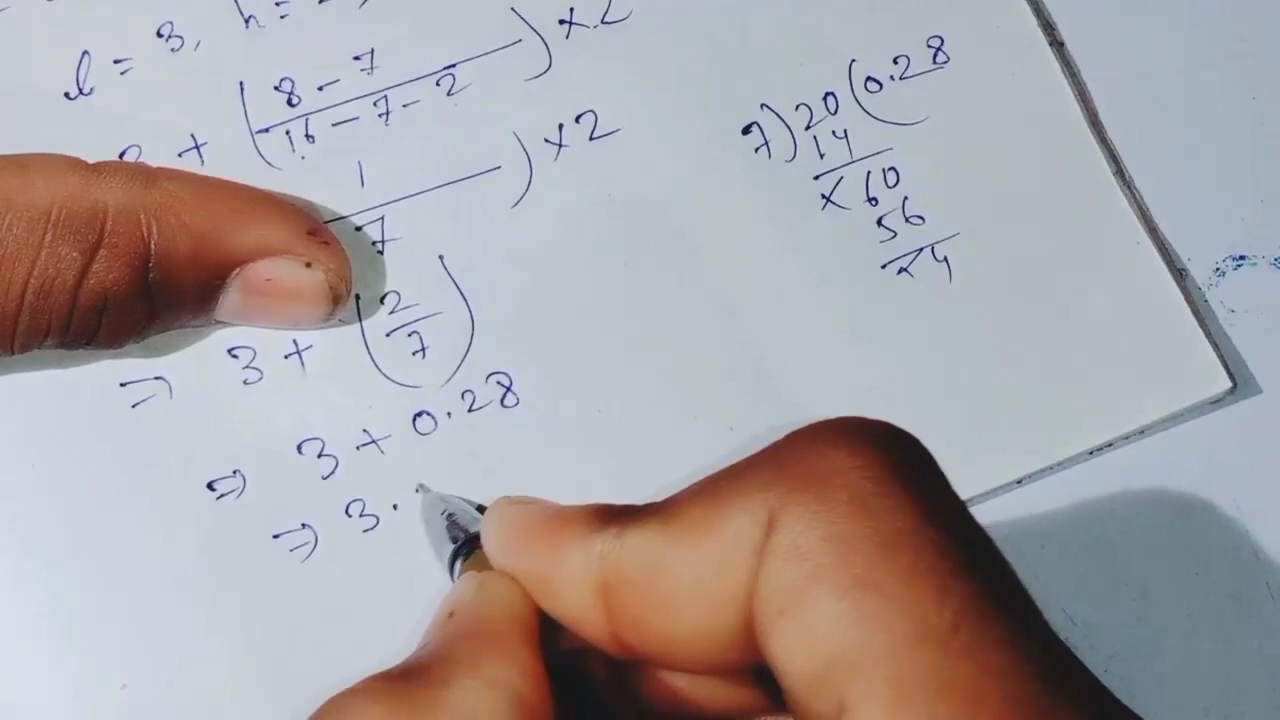 l = 3, h =
+ (8 - 7 / 16 - 7 - 2) × 2
1 / 7) × 2
⇒ 3 + (2/7)
⇒ 3 + 0.28
⇒ 3.
7) 20 (0.28
14
× 60
56
× 4